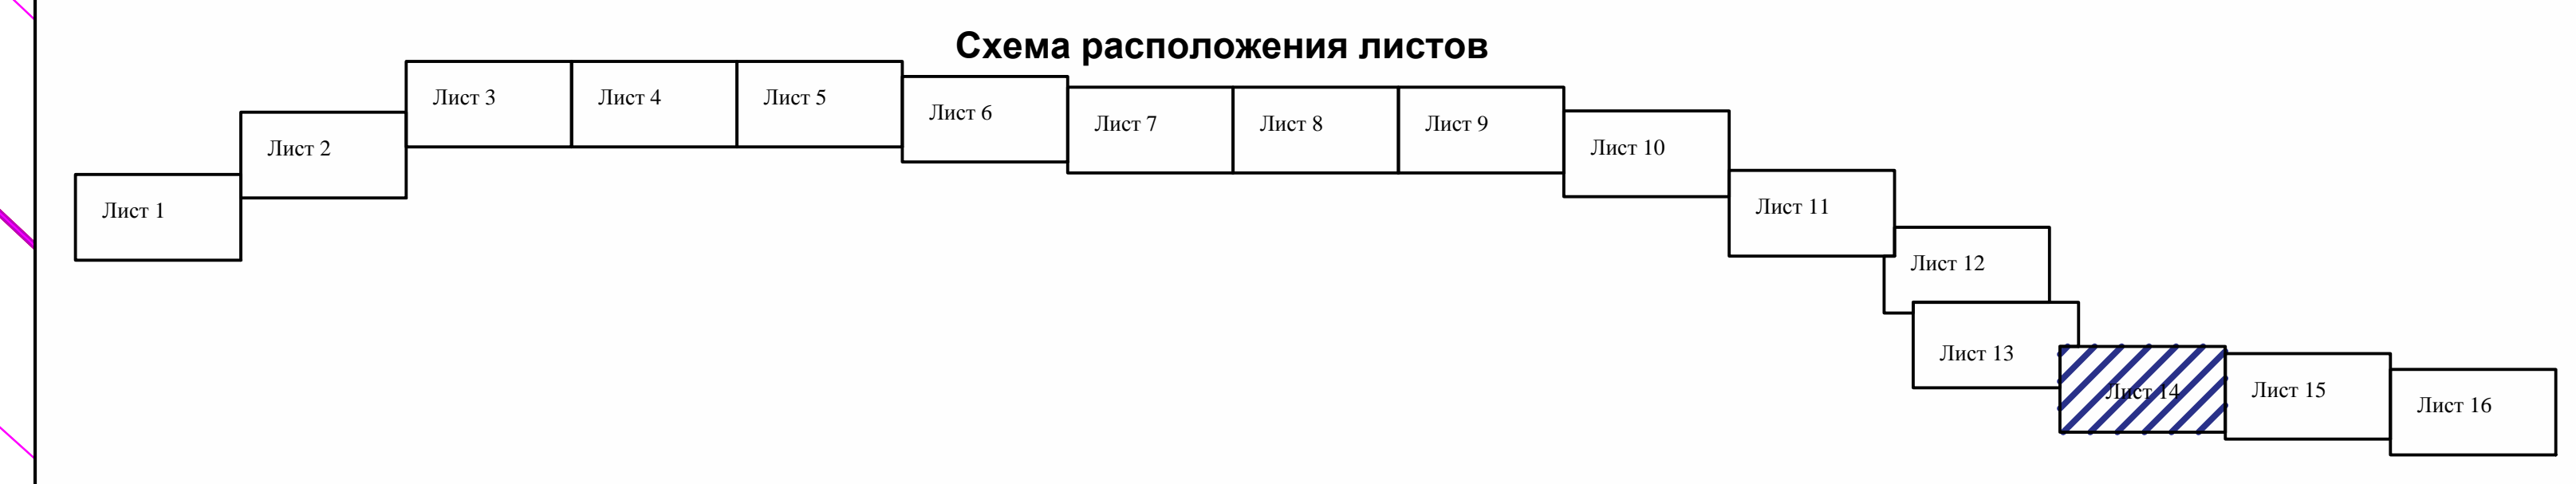 Схема расположения листов
Лист 1
Лист 2
Лист 3
Лист 4
Лист 5
Лист 6
Лист 7
Лист 8
Лист 9
Лист 10
Лист 11
Лист 12
Лист 13
Лист 14
Лист 15
Лист 16